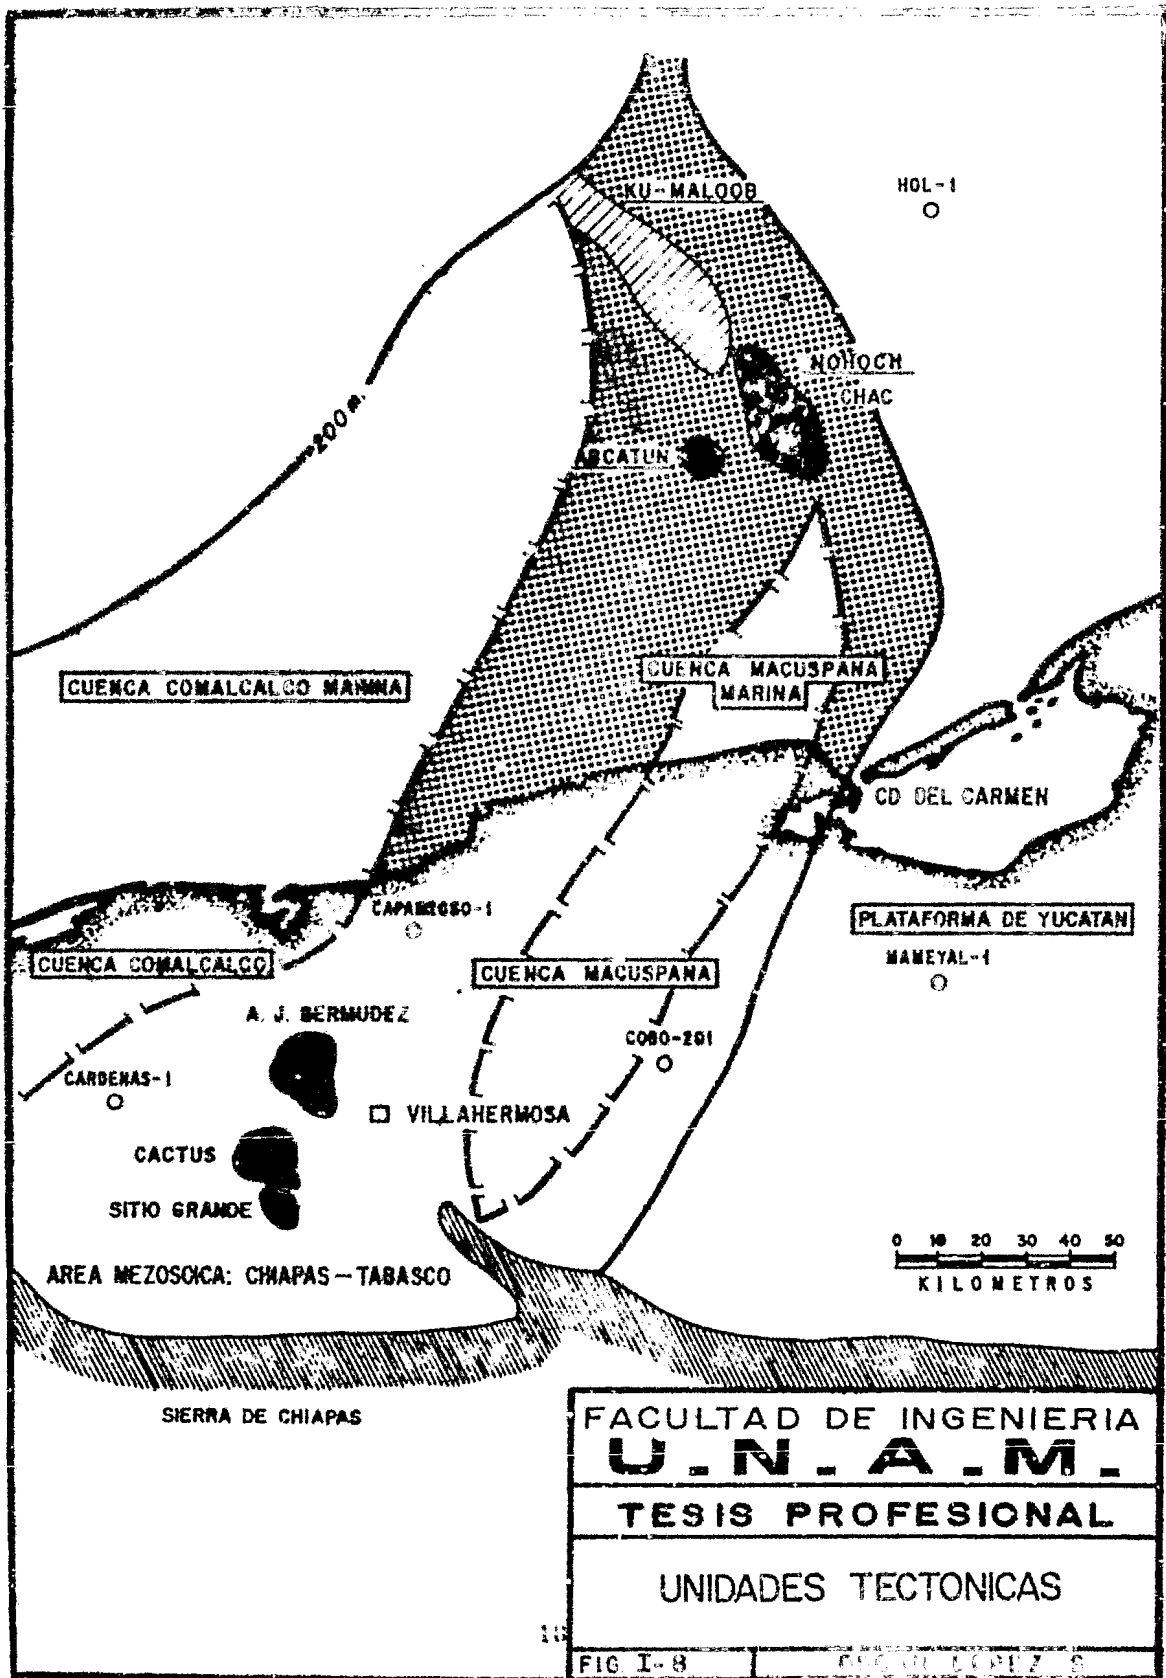 KU-MALOOB
HOL-1
NOHOCH
CHAC
ABCATUN
200 m.
CUENCA COMALCALCO MARINA
CUENCA MACUSPANA
MARINA
CD DEL CARMEN
PLATAFORMA DE YUCATAN
MAMEYAL-1
CUENCA COMALCALCO
CUENCA MACUSPANA
A. J. BERMUDEZ
COBO-201
CARDENAS-1
VILLAHERMOSA
CACTUS
SITIO GRANDE
AREA MEZOSOICA: CHIAPAS-TABASCO
0 10 20 30 40 50
KILOMETROS
SIERRA DE CHIAPAS
FACULTAD DE INGENIERIA
U.N.A.M.
TESIS PROFESIONAL
UNIDADES TECTONICAS
FIG I-8
LOPEZ